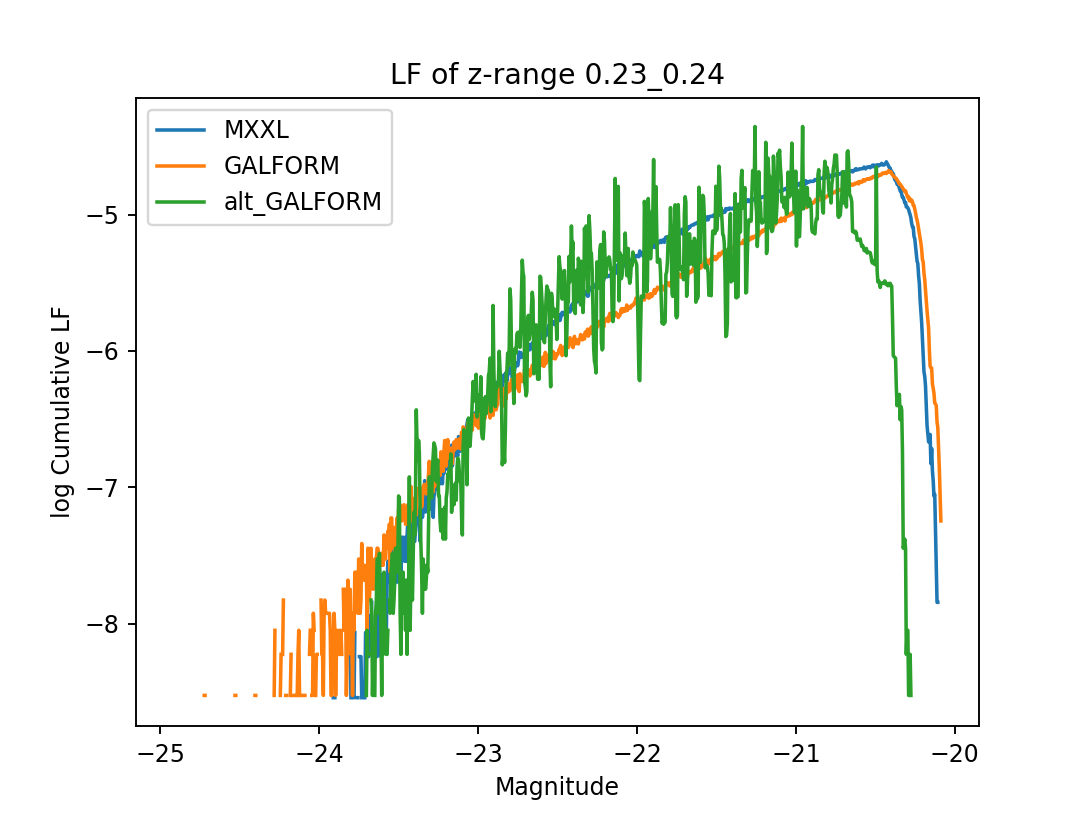 LF of z-range 0.23_0.24
MXXL
GALFORM
alt_GALFORM
log Cumulative LF
−5
−6
−7
−8
−25
−24
−23
−22
−21
−20
Magnitude